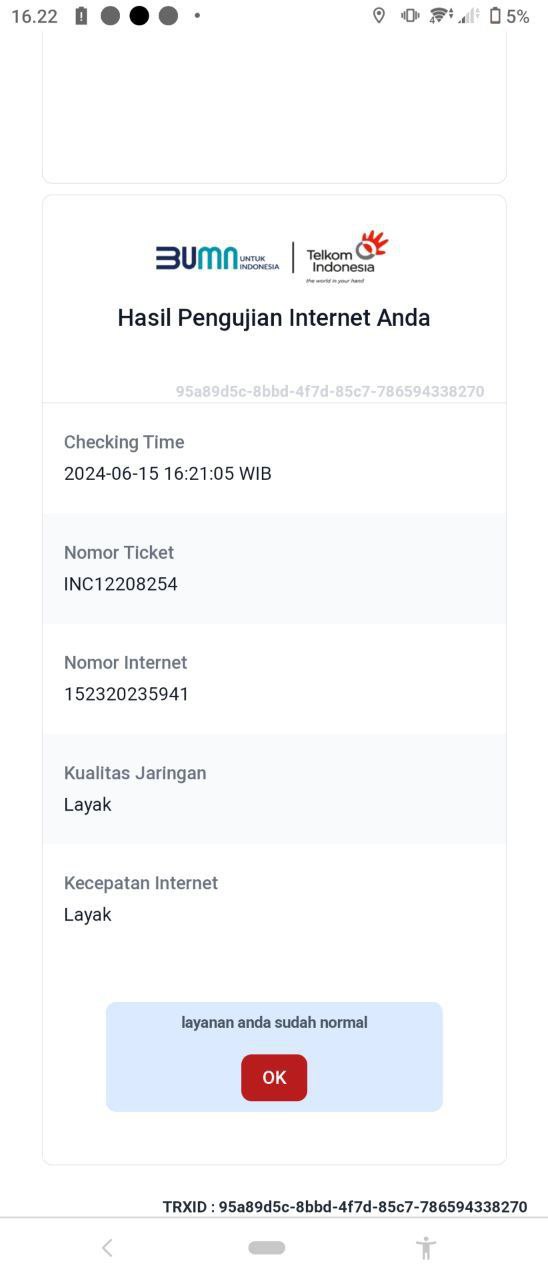 16.22
5%
BUMN UNTUK INDONESIA
Telkom Indonesia
the world in your hand
Hasil Pengujian Internet Anda
95a89d5c-8bbd-4f7d-85c7-786594338270
Checking Time
2024-06-15 16:21:05 WIB
Nomor Ticket
INC12208254
Nomor Internet
152320235941
Kualitas Jaringan
Layak
Kecepatan Internet
Layak
layanan anda sudah normal
OK
TRXID : 95a89d5c-8bbd-4f7d-85c7-786594338270